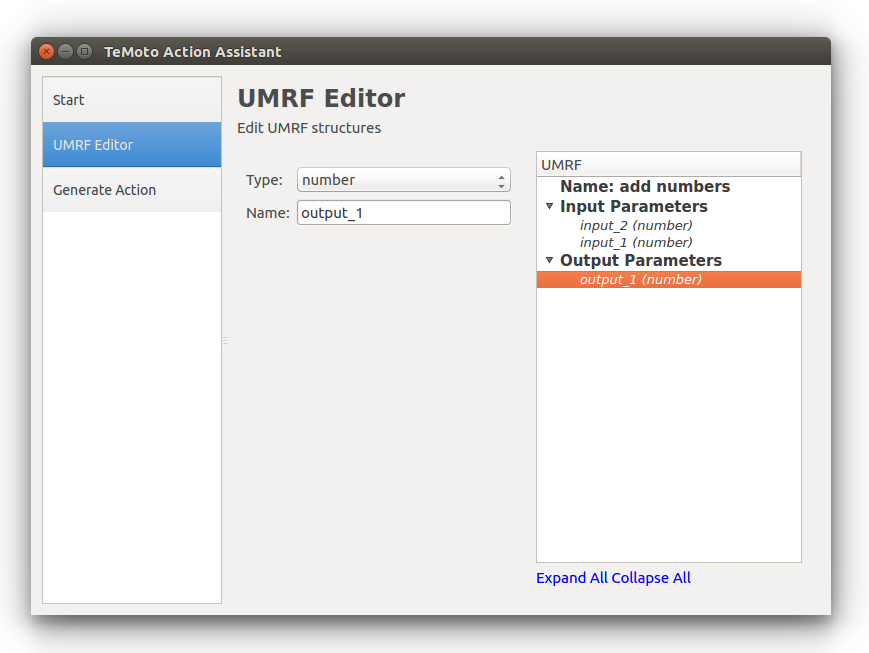 TeMoto Action Assistant
Start
UMRF Editor
Generate Action
UMRF Editor
Edit UMRF structures
Type: number
Name: output_1
UMRF
Name: add numbers
Input Parameters
input_2 (number)
input_1 (number)
Output Parameters
output_1 (number)
Expand All Collapse All